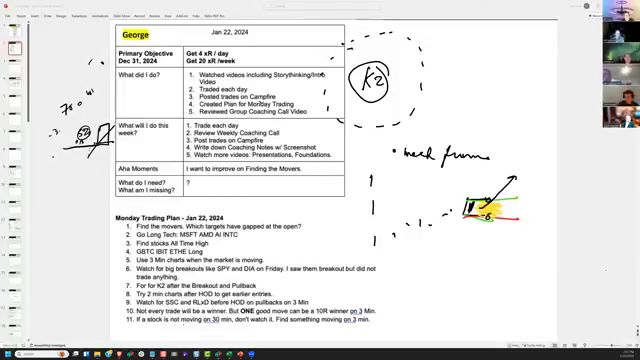 George
Jan 22, 2024
Primary Objective
Dec 31, 2024
Get 4 xR / day
Get 20 xR /week
What did I do?
1. Watched videos including Storythinking/Intro Video
2. Traded each day
3. Posted trades on Campfire
4. Created Plan for Monday Trading
5. Reviewed Group Coaching Call Video
What will I do this week?
1. Trade each day
2. Review Weekly Coaching Call
3. Post trades on Campfire
4. Write down Coaching Notes w/ Screenshot
5. Watch more videos: Presentations, Foundations.
Aha Moments
I want to improve on Finding the Movers.
What do I need?
What am I missing?
?
K2
Monday Trading Plan - Jan 22, 2024
1. Find the movers. Which targets have gapped at the open?
2. Go Long Tech: MSFT AMD AI INTC
3. Find stocks All Time High
4. GBTC IBIT ETHE Long
5. Use 3 Min charts when the market is moving.
6. Watch for big breakouts like SPY and DIA on Friday. I saw them breakout but did not trade anything.
7. For for K2 after the Breakout and Pullback
8. Try 2 min charts after HOD to get earlier entries.
9. Watch for SSC and RLxD before HOD on pullbacks on 3 Min
10. Not every trade will be a winner. But ONE good move can be a 10R winner on 3 Min.
11. If a stock is not moving on 30 min, don't watch it. Find something moving on 3 min.